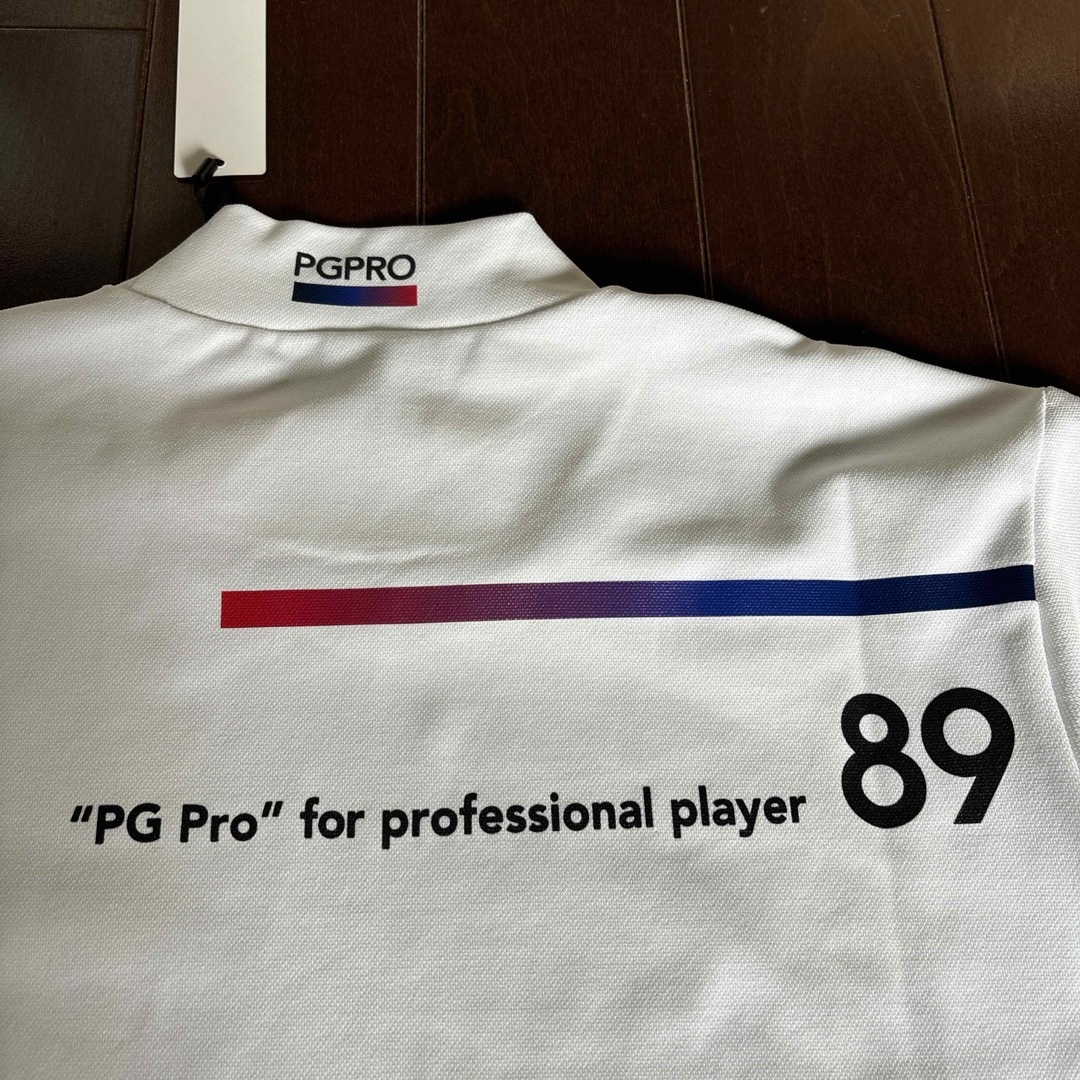 PGPRO
“PG Pro” for professional player 89